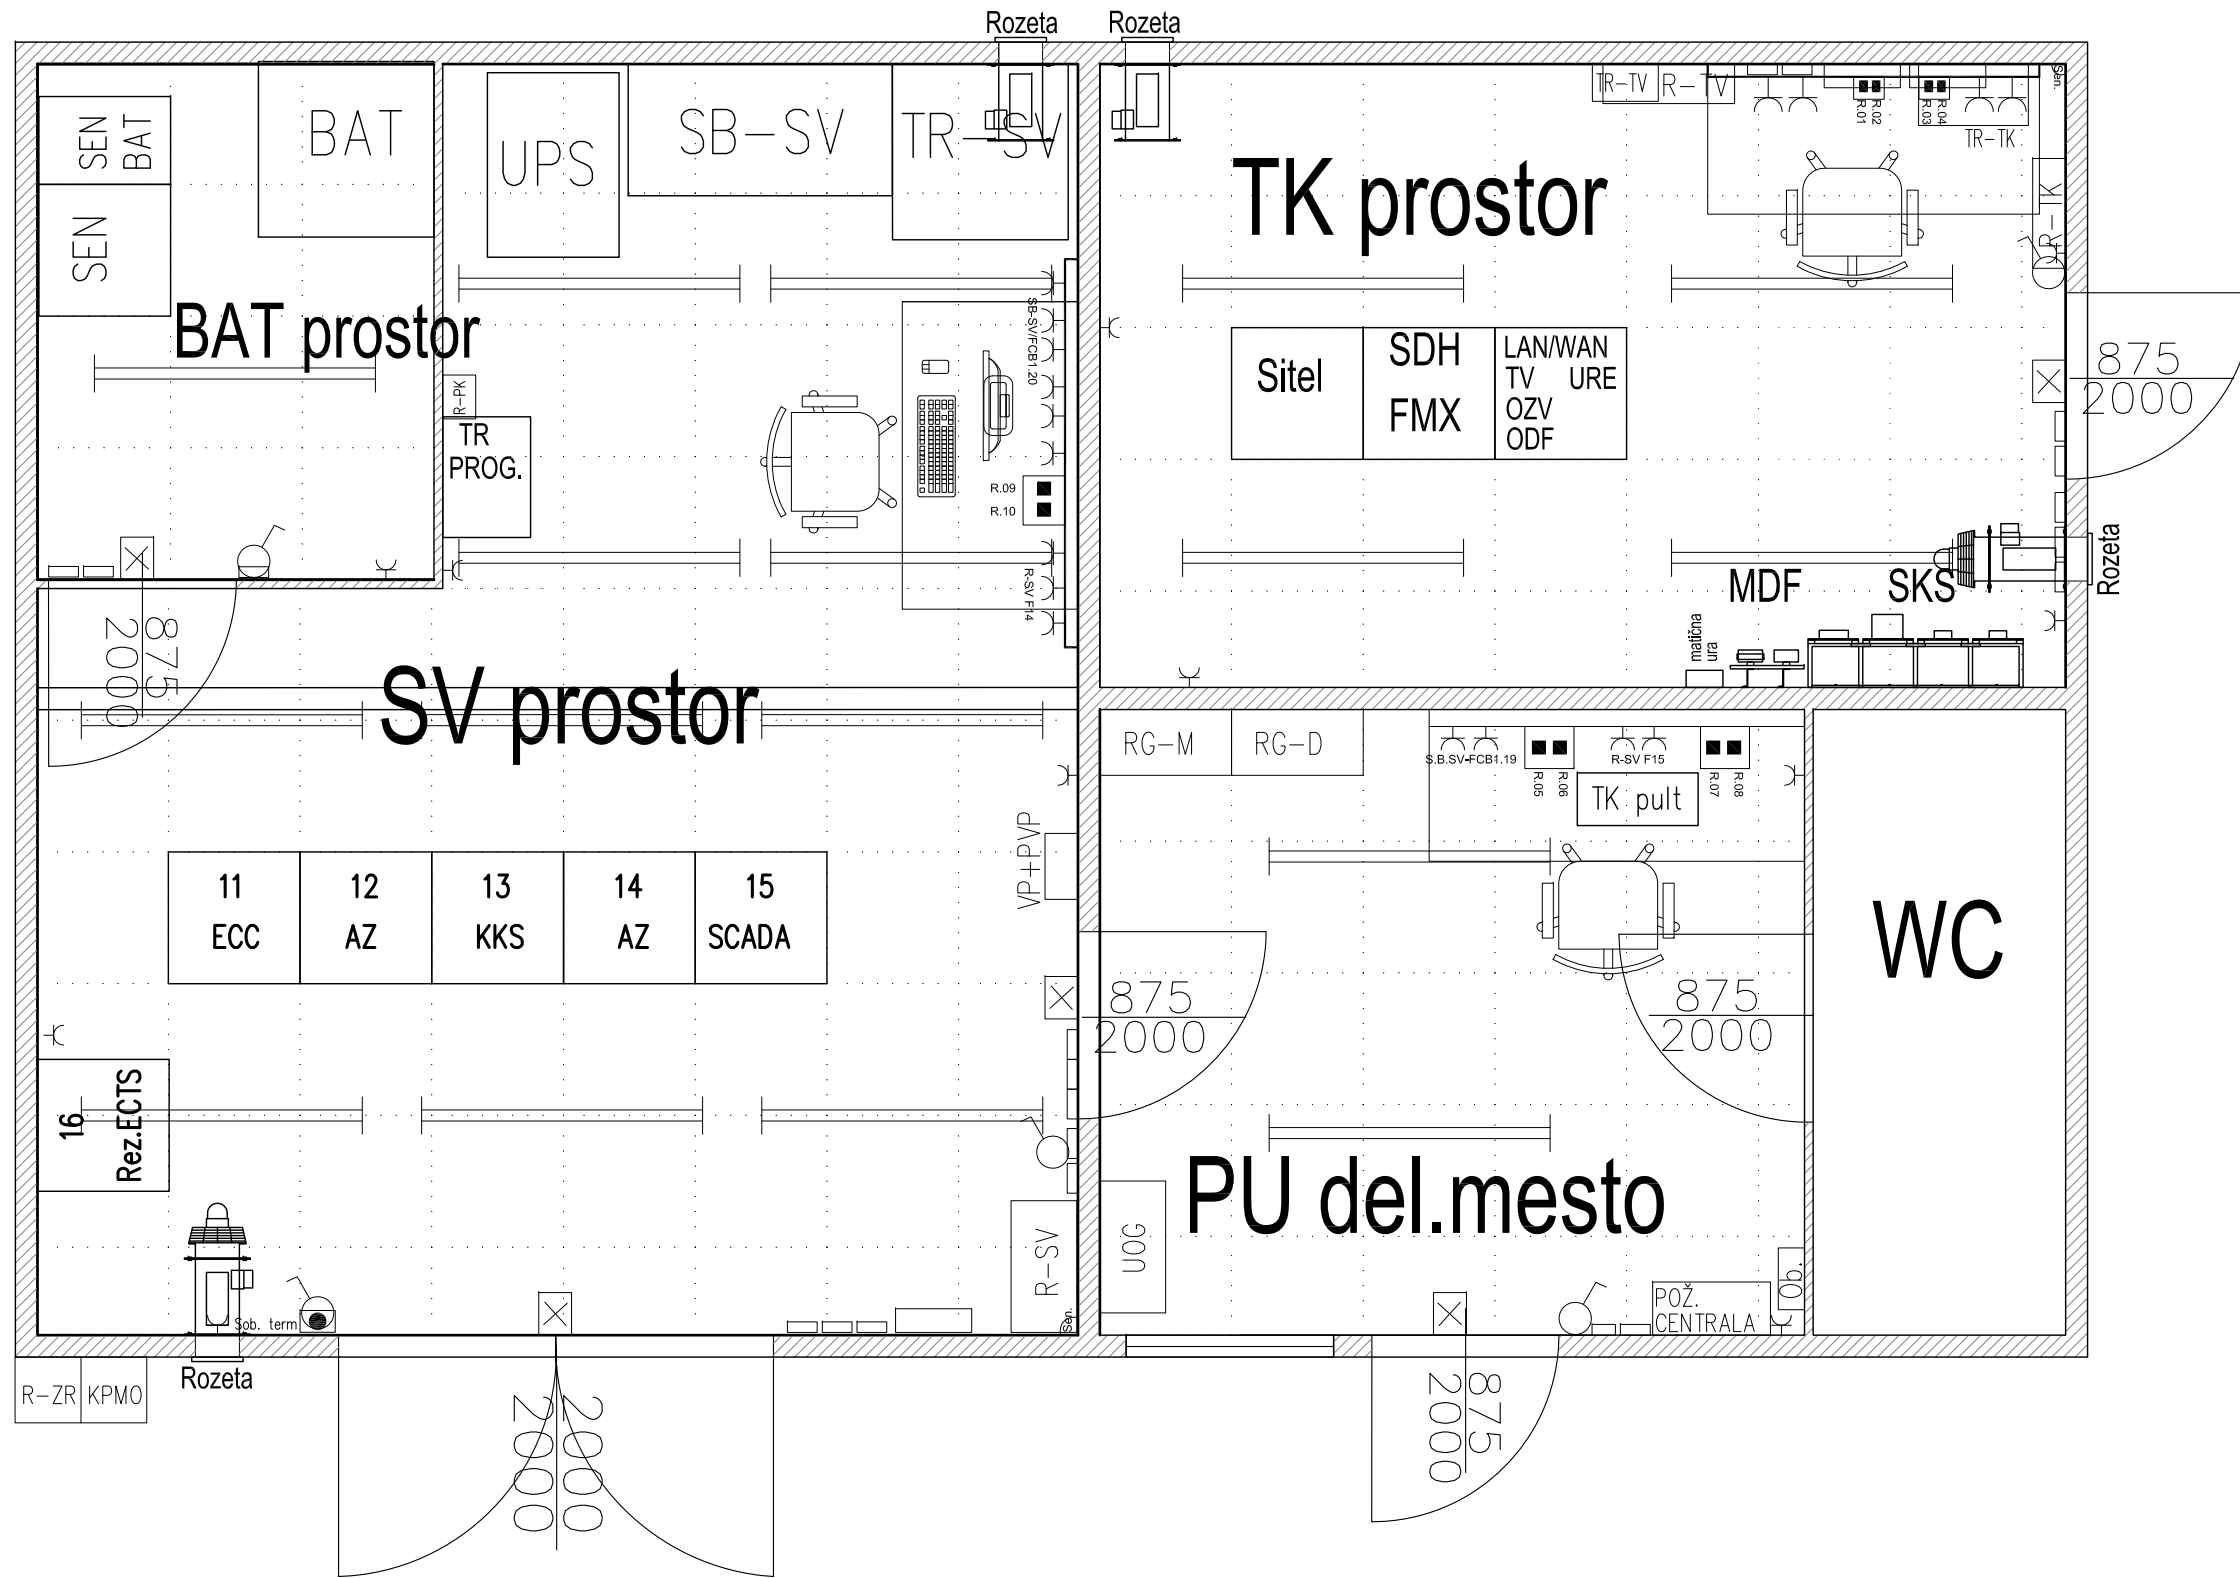 Rozeta
Rozeta
SEN
BAT
BAT
SEN
BAT prostor
UPS
SB-SV
TR-SV
TK prostor
TR-TV
R-TV
R.01
R.02
R.03
R.04
TR-TK
Sen.
R-TK
SB-SV/FCB1.20
R-PK
TR
PROG.
R.09
R.10
R-SV F14
Sitel
SDH
FMX
LAN/WAN
TV URE
OZV
ODF
875
2000
Rozeta
MDF
SKS
matična
ura
875
2000
SV prostor
RG-M
RG-D
S.B.SV-FCB1.19
R.05
R.06
R-SV F15
R.07
R.08
TK pult
VP+PVP
11
ECC
12
AZ
13
KKS
14
AZ
15
SCADA
WC
875
2000
875
2000
16
Rez.ECTS
PU del.mesto
UOG
R-SV
Sen.
Sob. term
Rozeta
POŽ.
CENTRALA
R-ZR
KPMO
2000
2000
875
2000